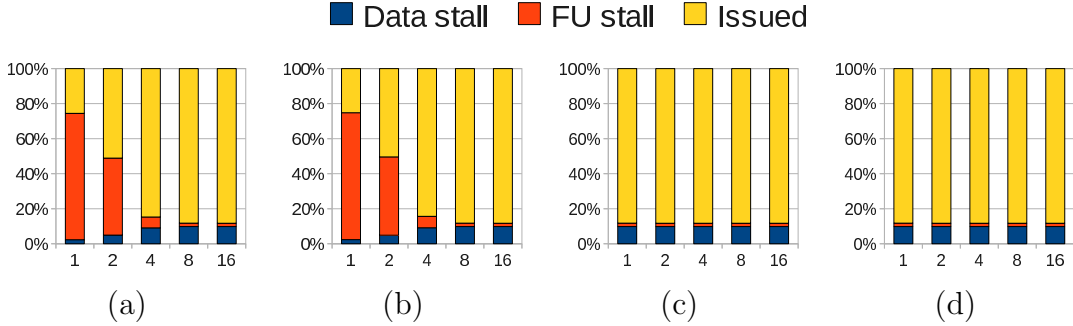 Data stall FU stall Issued
100% 100% 100% 100%
80% 80% 80% 80%
60% 60% 60% 60%
40% 40% 40% 40%
20% 20% 20% 20%
0% 0% 0% 0%
1 2 4 8 16 1 2 4 8 16 1 2 4 8 16 1 2 4 8 16
(a) (b) (c) (d)